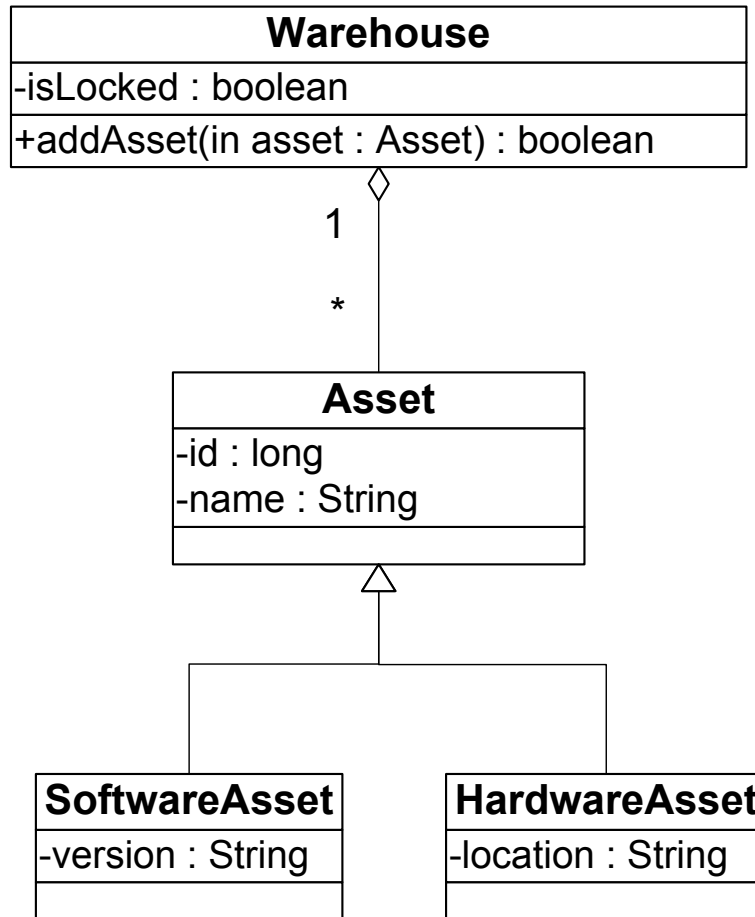 Warehouse
-isLocked : boolean
+addAsset(in asset : Asset) : boolean
1
*
Asset
-id : long
-name : String
SoftwareAsset
HardwareAsset
-version : String
-location : String